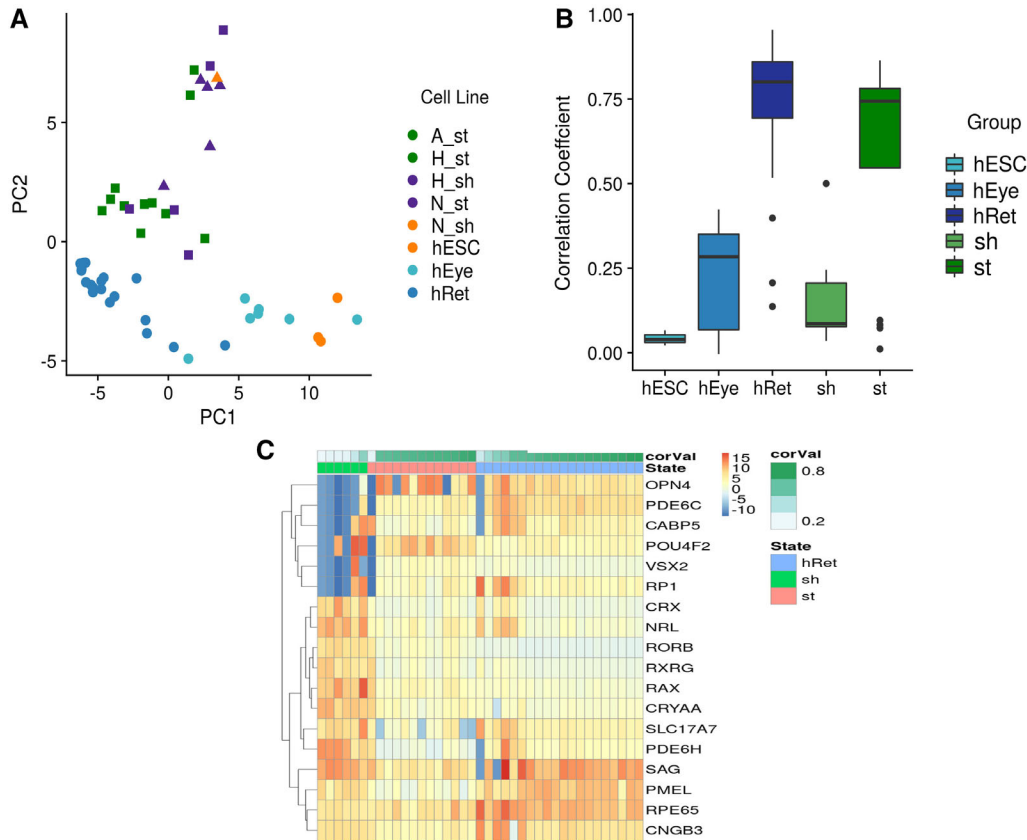 A
PC2
5
0
-5
-5
0
5
10
PC1
Cell Line
A_st
H_st
H_sh
N_st
N_sh
hESC
hEye
hRet
B
Correlation Coeffcient
1.00
0.75
0.50
0.25
0.00
hESC
hEye
hRet
sh
st
Group
hESC
hEye
hRet
sh
st
C
corVal
State
OPN4
PDE6C
CABP5
POU4F2
VSX2
RP1
CRX
NRL
RORB
RXRG
RAX
CRYAA
SLC17A7
PDE6H
SAG
PMEL
RPE65
CNGB3
15
10
5
0
-5
-10
corVal
0.8
0.2
State
hRet
sh
st